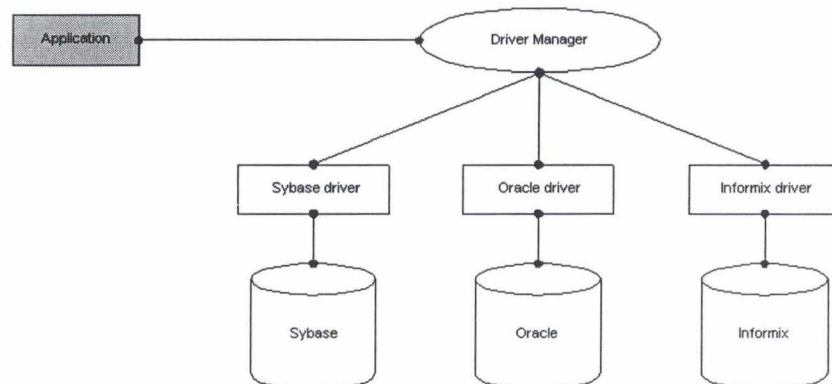 Application
Driver Manager
Sybase driver
Oracle driver
Informix driver
Sybase
Oracle
Informix